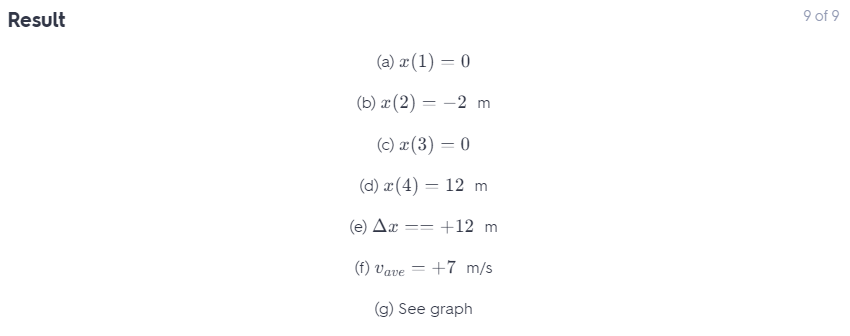 Result
9 of 9
(a) x(1) = 0
(b) x(2) = −2 m
(c) x(3) = 0
(d) x(4) = 12 m
(e) Δx == +12 m
(f) v_ave = +7 m/s
(g) See graph